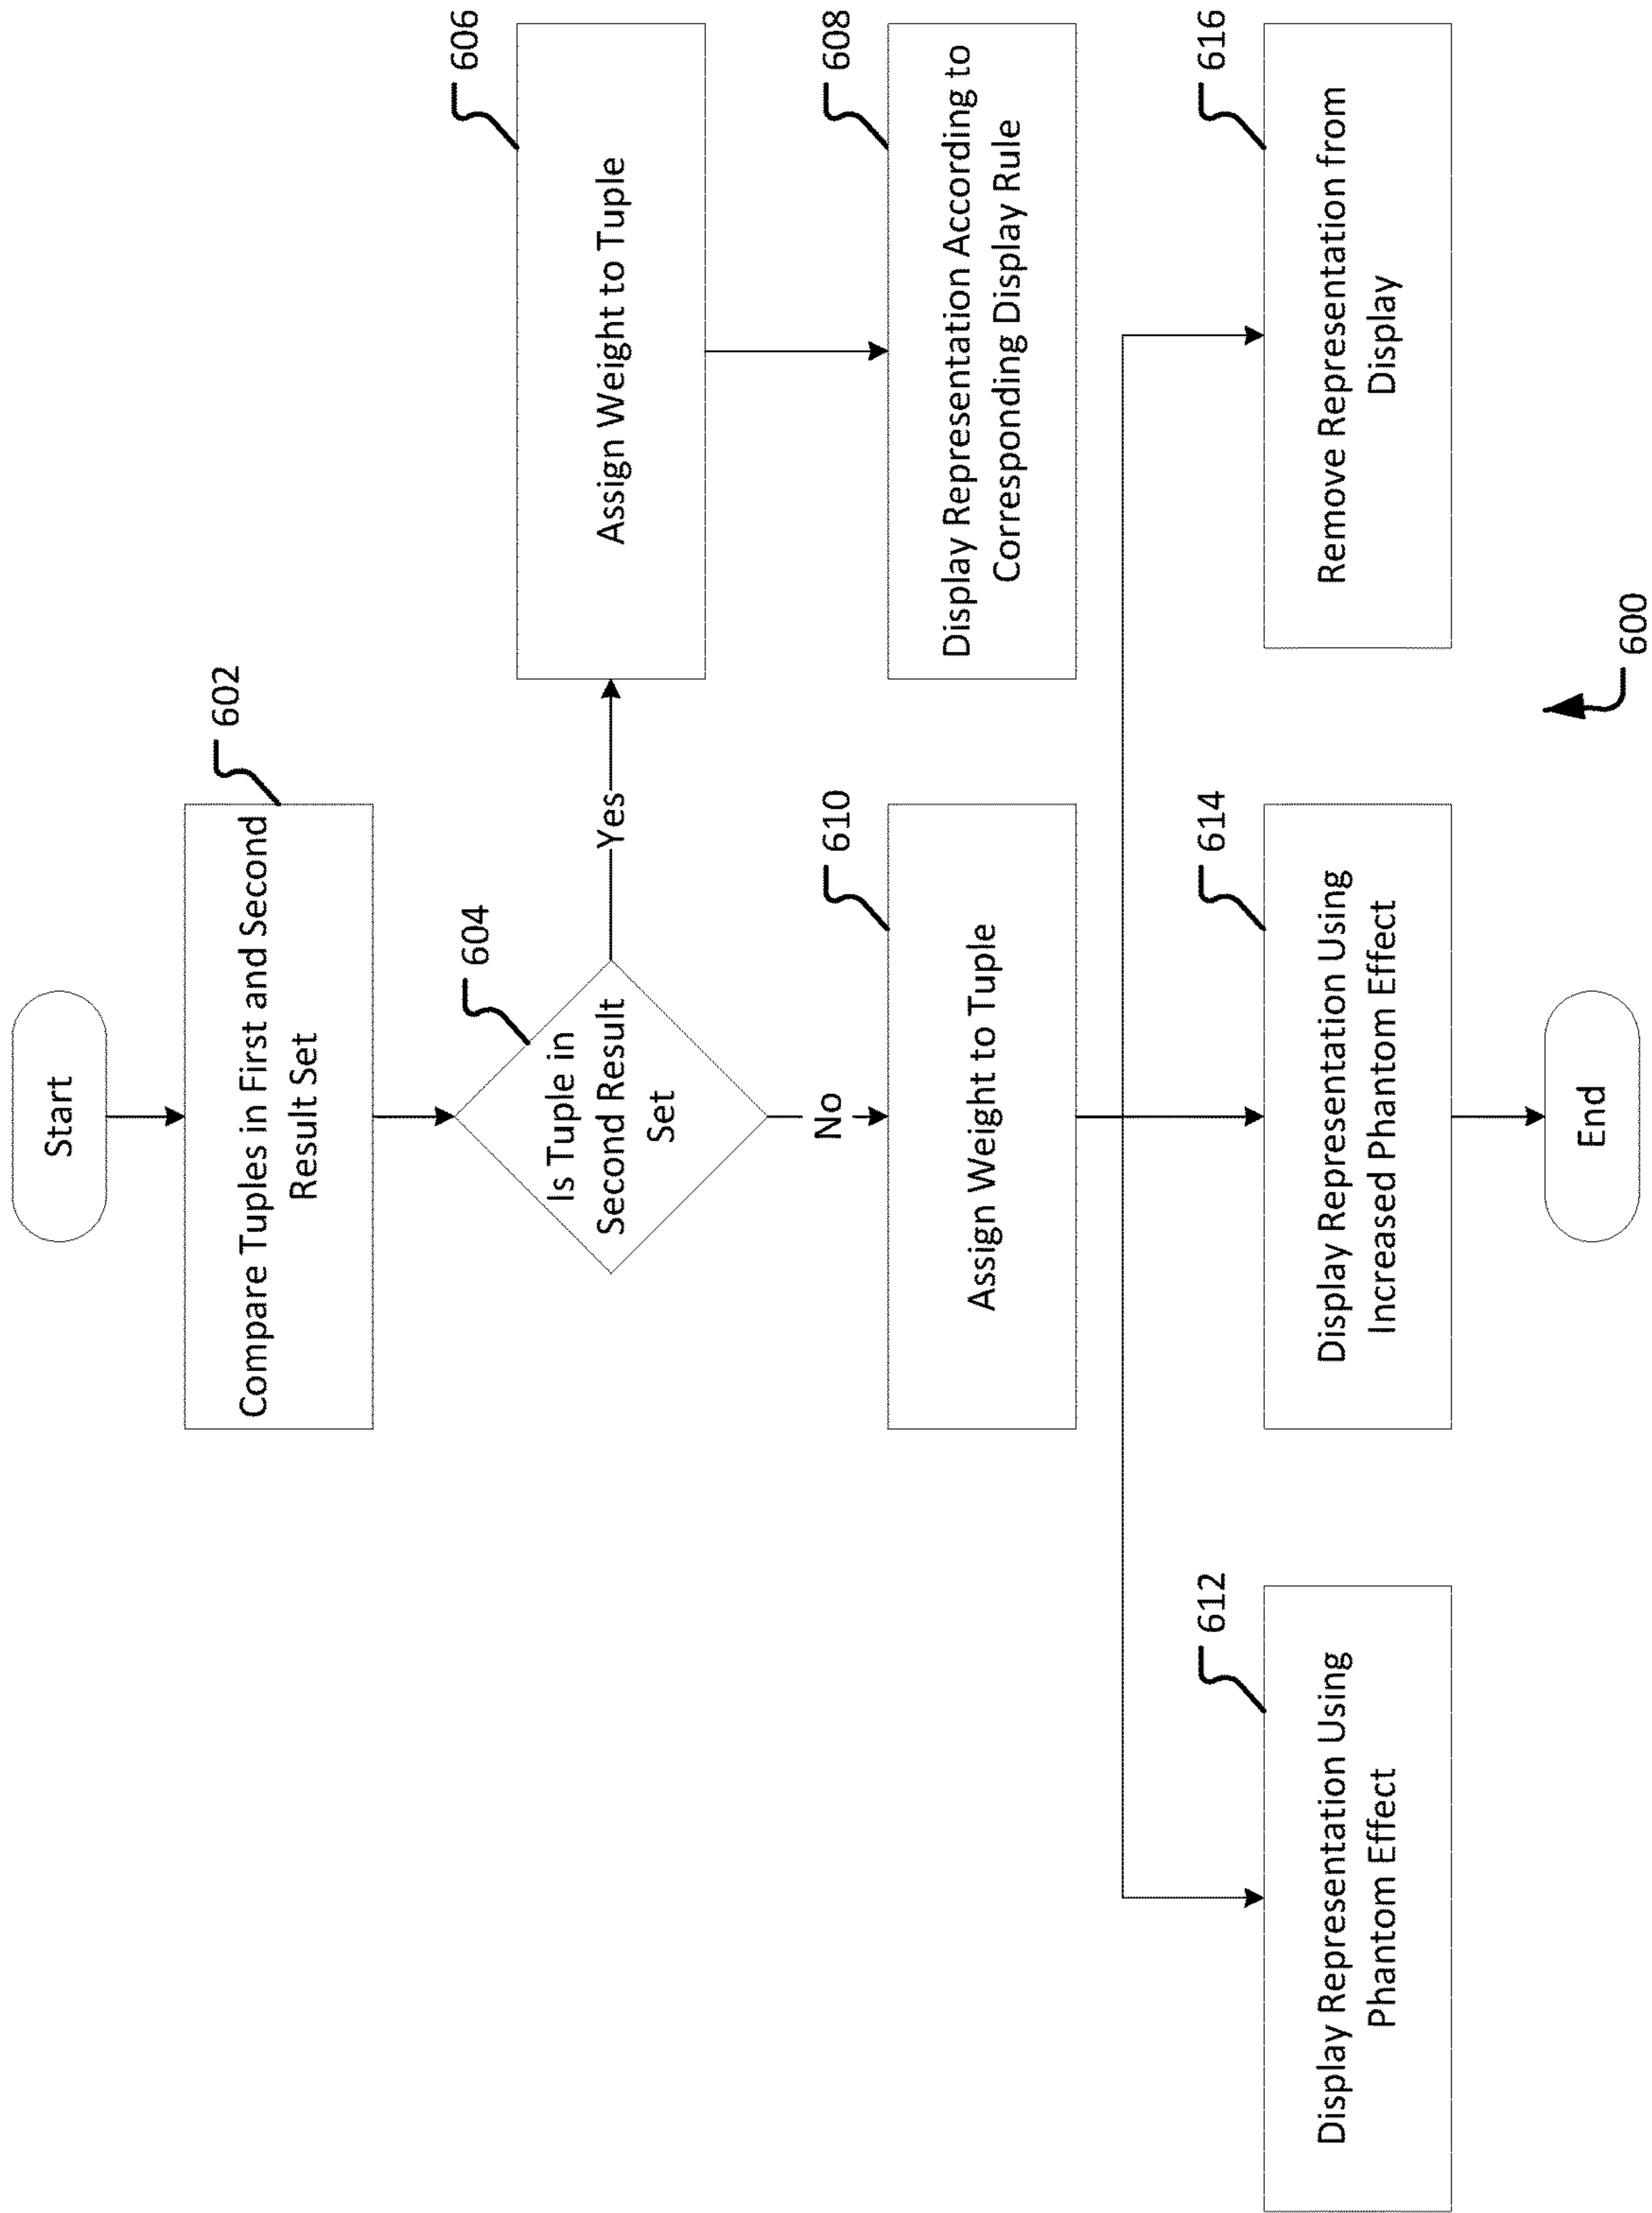 Start
602
Compare Tuples in First and Second
Result Set
604
Is Tuple in
Second Result
Set
Yes
606
Assign Weight to Tuple
608
Display Representation According to
Corresponding Display Rule
No
610
Assign Weight to Tuple
612
Display Representation Using
Phantom Effect
614
Display Representation Using
Increased Phantom Effect
616
Remove Representation from
Display
End
600